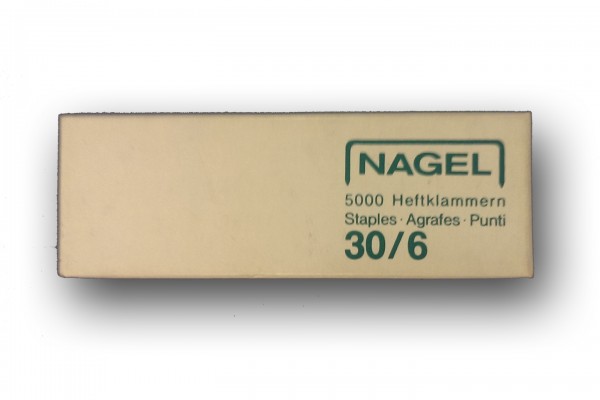 NAGEL
5000 Heftklammern
Staples · Agrafes · Punti
30/6